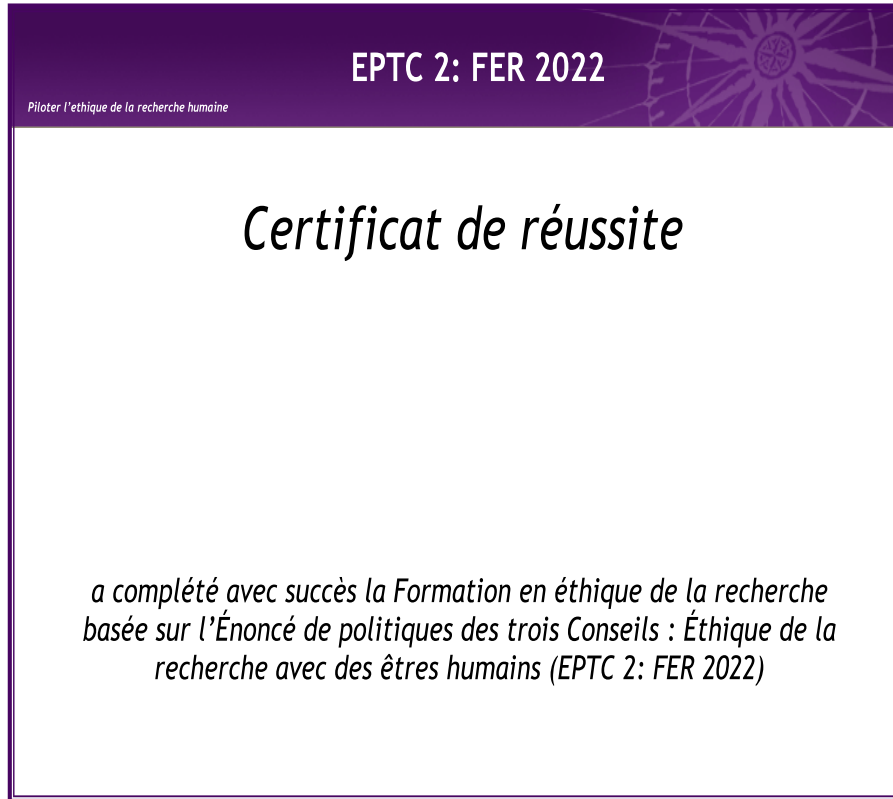 EPTC 2: FER 2022
Piloter l'ethique de la recherche humaine
Certificat de réussite
a complété avec succès la Formation en éthique de la recherche
basée sur l’Énoncé de politiques des trois Conseils : Éthique de la
recherche avec des êtres humains (EPTC 2: FER 2022)